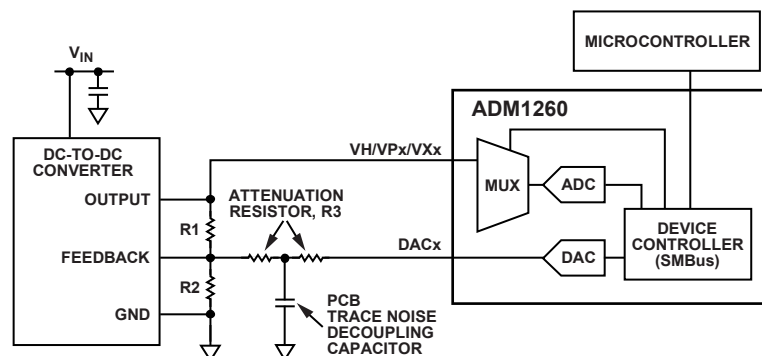 MICROCONTROLLER
VIN
ADM1260
DC-TO-DC
CONVERTER
VH/VPx/VXx
MUX
ADC
OUTPUT
ATTENUATION
RESISTOR, R3
R1
DEVICE
CONTROLLER
(SMBus)
FEEDBACK
DACx
DAC
R2
PCB
TRACE NOISE
DECOUPLING
CAPACITOR
GND